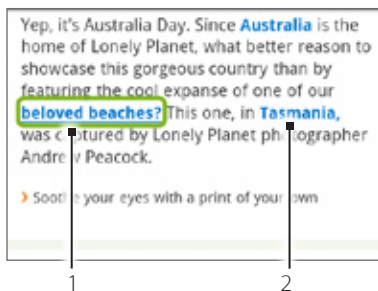 Yep, it's Australia Day. Since Australia is the
home of Lonely Planet, what better reason to
showcase this gorgeous country than by
featuring the cool expanse of one of our
beloved beaches? This one, in Tasmania,
was captured by Lonely Planet photographer
Andrew Peacock.
› Soothe your eyes with a print of your own
1 2